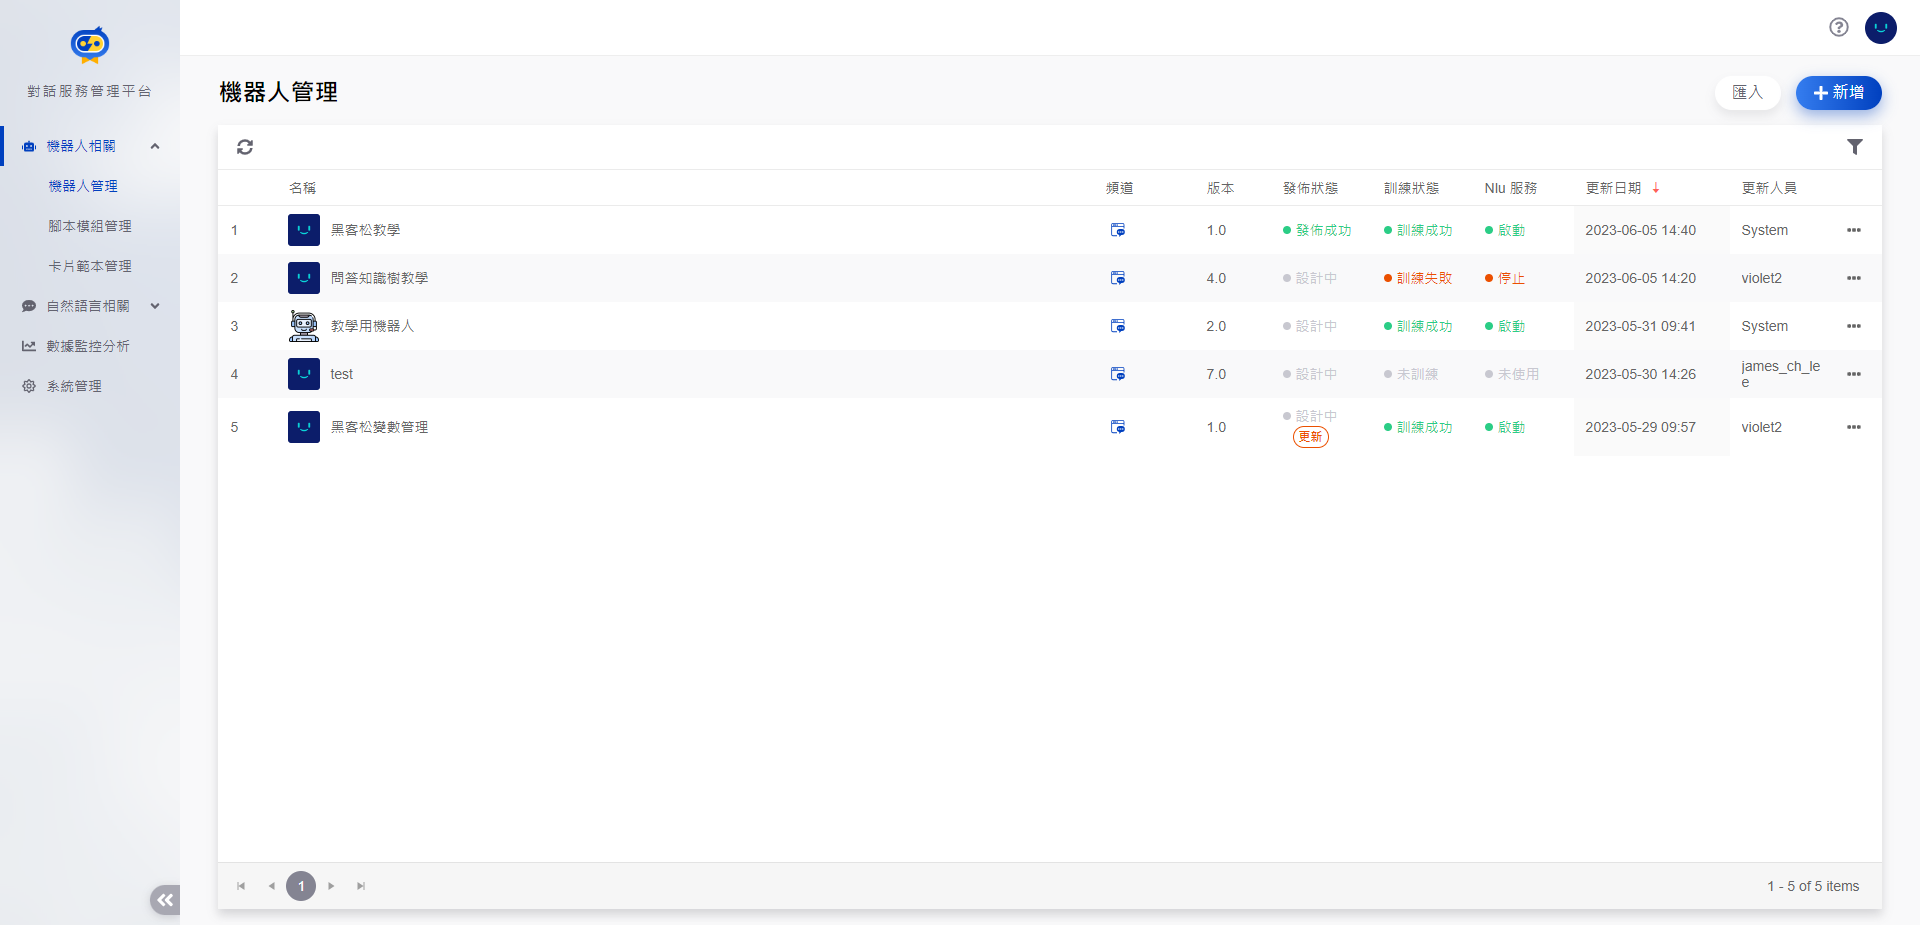 對話服務管理平台
機器人相關
機器人管理
腳本模組管理
卡片範本管理
自然語言相關
數據監控分析
系統管理
機器人管理
匯入
新增
名稱 頻道 版本 發佈狀態 訓練狀態 Nlu 服務 更新日期 更新人員
1 黑客松教學 1.0 發佈成功 訓練成功 啟動 2023-06-05 14:40 System
2 問答知識樹教學 4.0 設計中 訓練失敗 停止 2023-06-05 14:20 violet2
3 教學用機器人 2.0 設計中 訓練成功 啟動 2023-05-31 09:41 System
4 test 7.0 設計中 未訓練 未使用 2023-05-30 14:26 james_ch_le
e
5 黑客松變數管理 1.0 設計中 訓練成功 啟動 2023-05-29 09:57 violet2
更新
1
1 - 5 of 5 items